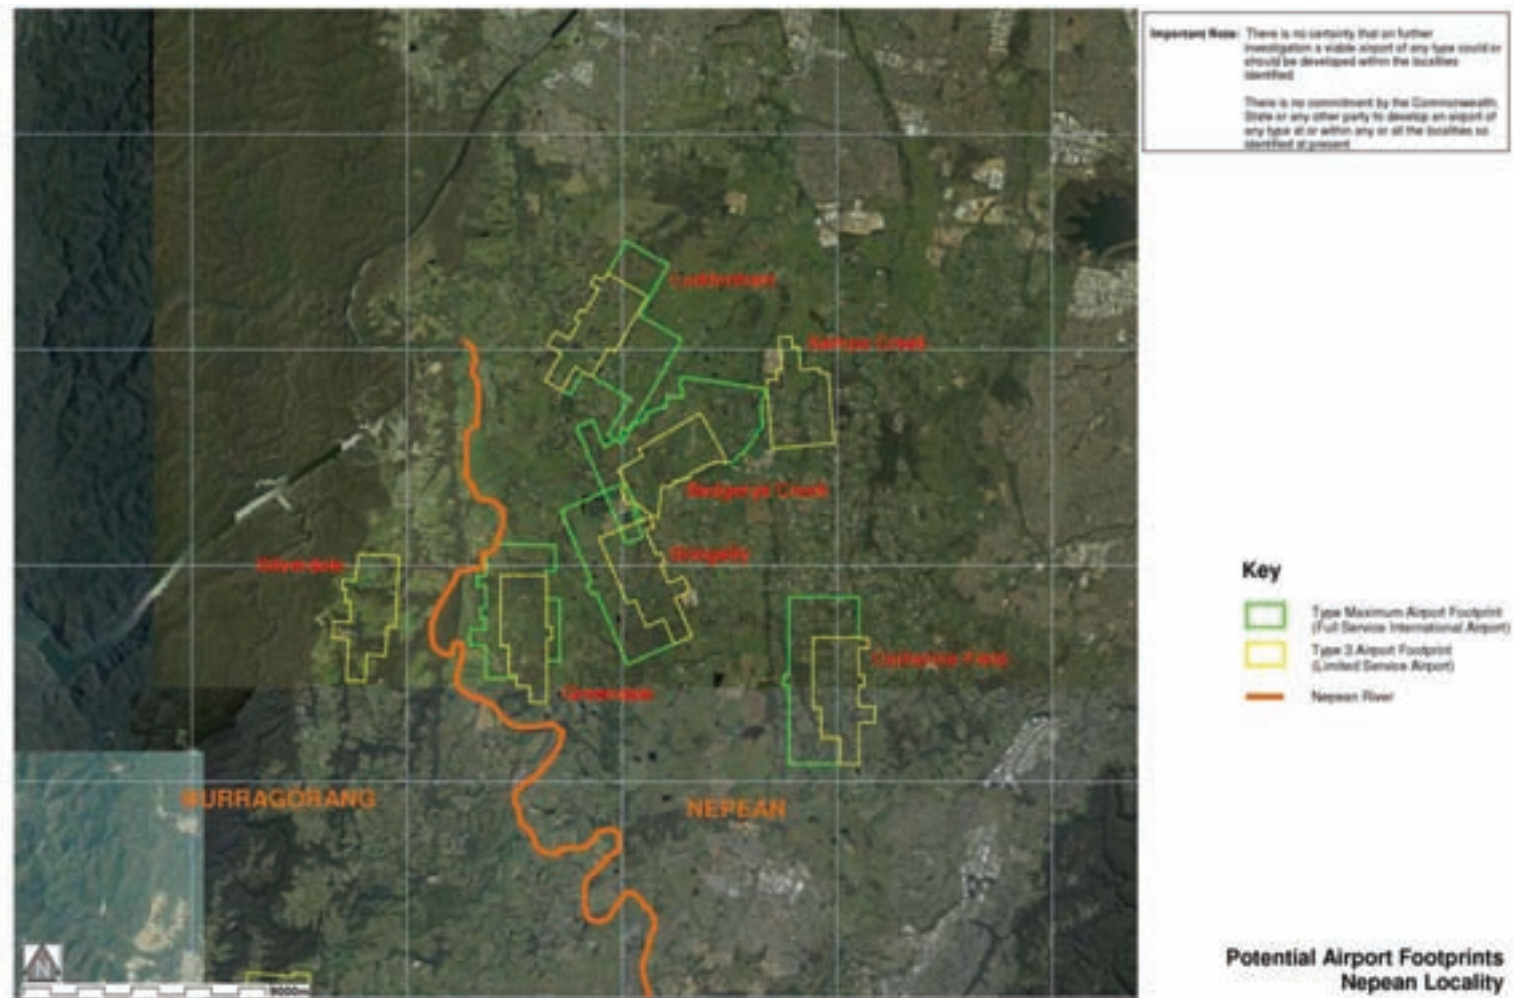 Important Note: There is no certainty that on further
investigation a viable airport of any type could or
should be developed within the localities
identified
There is no commitment by the Commonwealth,
State or any other party to develop an airport of
any type at or within any or all the localities so
identified at present
Luddenham
Kemps Creek
Badgerys Creek
Bringelly
Silverdale
Greendale
Catherine Field
BURRAGORANG
NEPEAN
Key
Type Maximum Airport Footprint
(Full Service International Airport)
Type 3 Airport Footprint
(Limited Service Airport)
Nepean River
N
Potential Airport Footprints
Nepean Locality